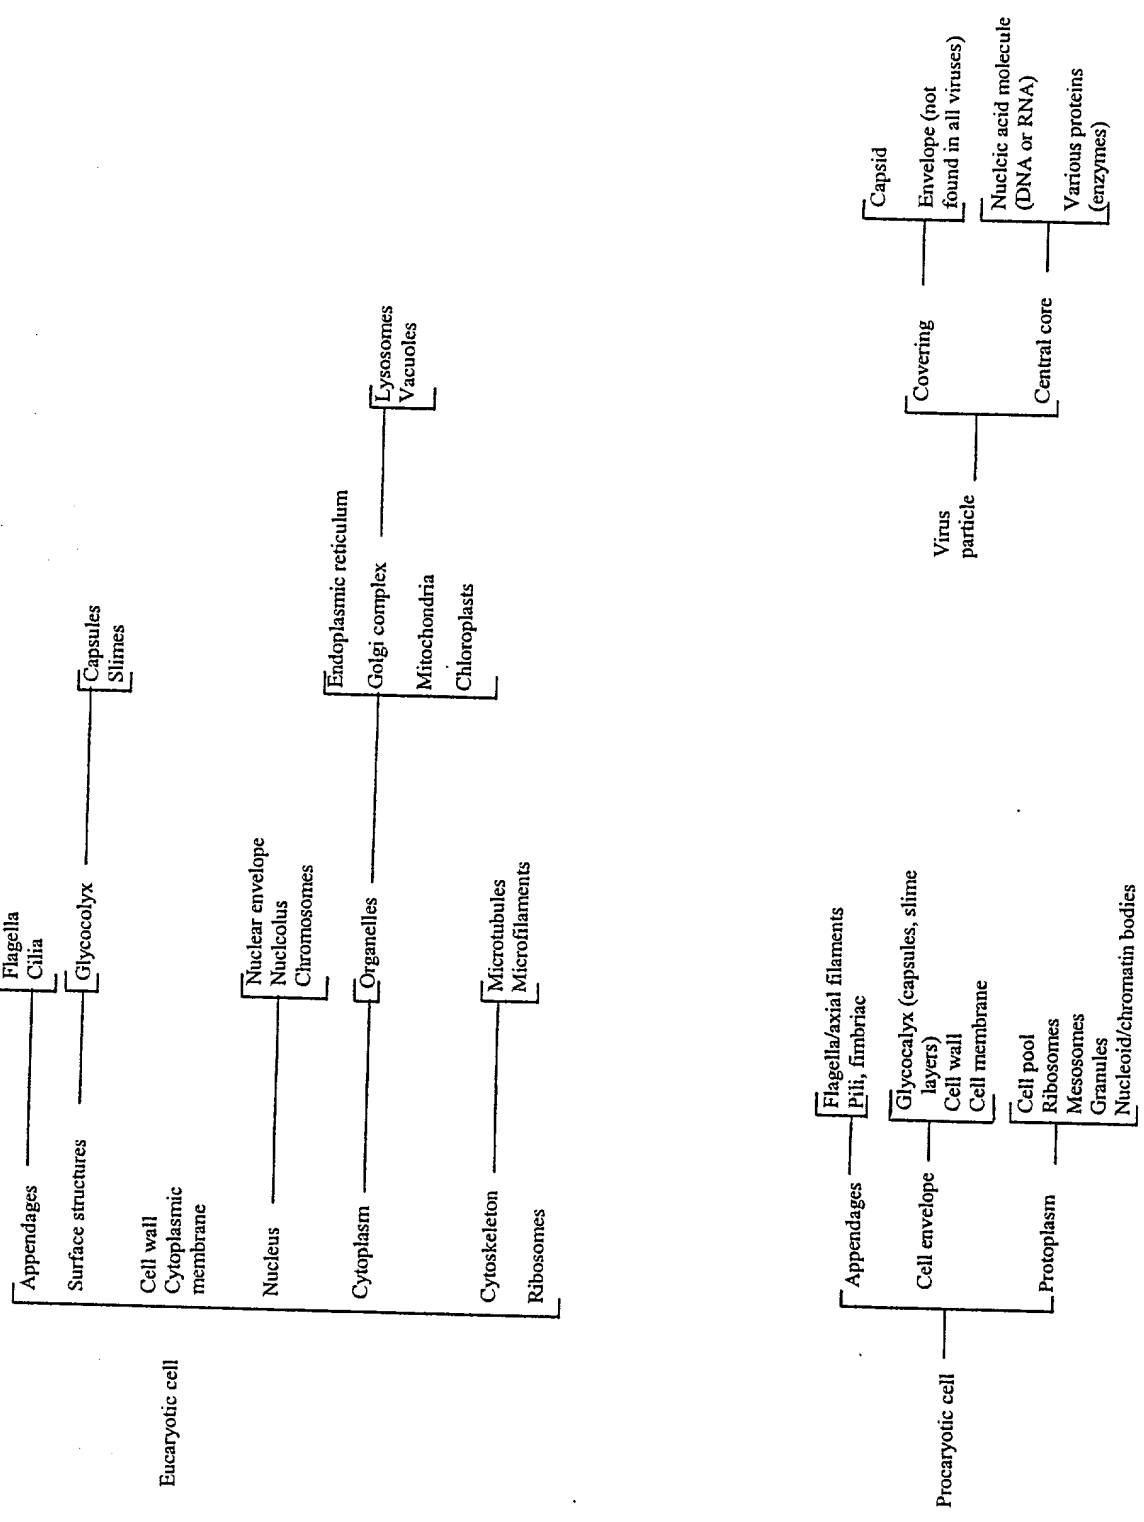 Eucaryotic cell
Appendages
Flagella
Cilia
Surface structures
Glycocolyx
Capsules
Slimes
Cell wall
Cytoplasmic
membrane
Nucleus
Nuclear envelope
Nuclcolus
Chromosomes
Cytoplasm
Organelles
Endoplasmic reticulum
Golgi complex
Lysosomes
Vacuoles
Mitochondria
Chloroplasts
Cytoskeleton
Microtubules
Microfilaments
Ribosomes
Procaryotic cell
Appendages
Flagella/axial filaments
Pili, fimbriac
Cell envelope
Glycocalyx (capsules, slime
layers)
Cell wall
Cell membrane
Protoplasm
Cell pool
Ribosomes
Mesosomes
Granules
Nucleoid/chromatin bodies
Virus
particle
Covering
Capsid
Envelope (not
found in all viruses)
Central core
Nuclcic acid molecule
(DNA or RNA)
Various proteins
(enzymes)